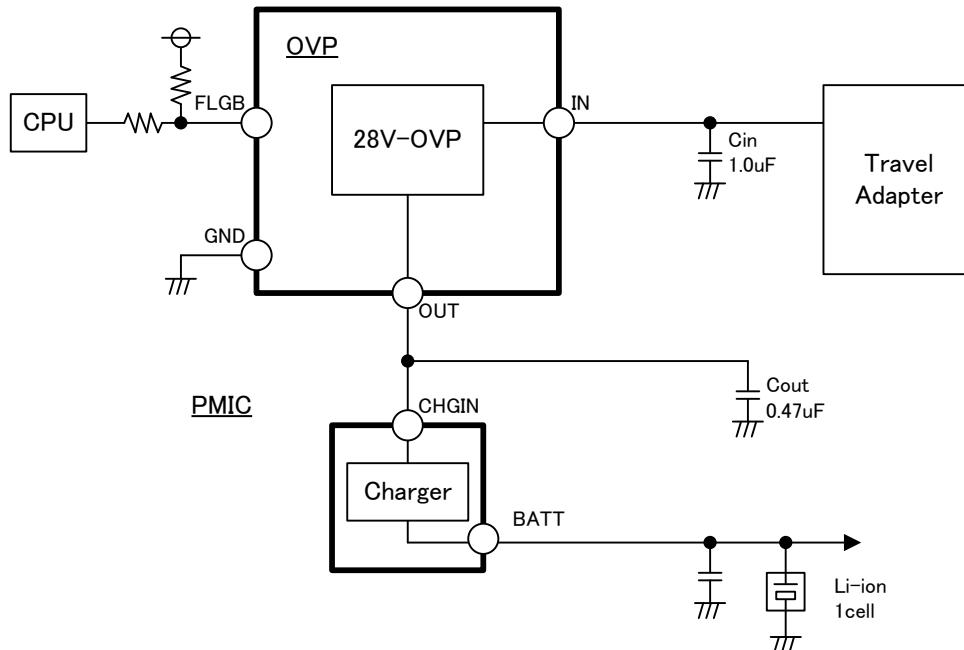 OVP
FLGB
IN
CPU
28V-OVP
Cin
1.0uF
Travel
Adapter
GND
OUT
Cout
0.47uF
PMIC
CHGIN
Charger
BATT
Li-ion
1cell